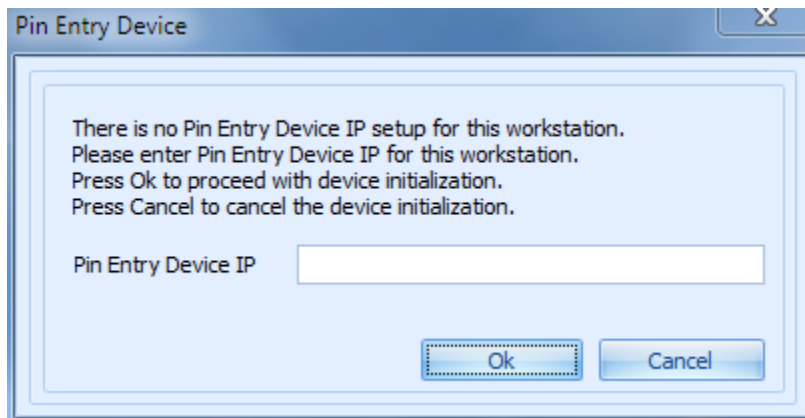 Pin Entry Device
There is no Pin Entry Device IP setup for this workstation.
Please enter Pin Entry Device IP for this workstation.
Press Ok to proceed with device initialization.
Press Cancel to cancel the device initialization.
Pin Entry Device IP
Ok Cancel